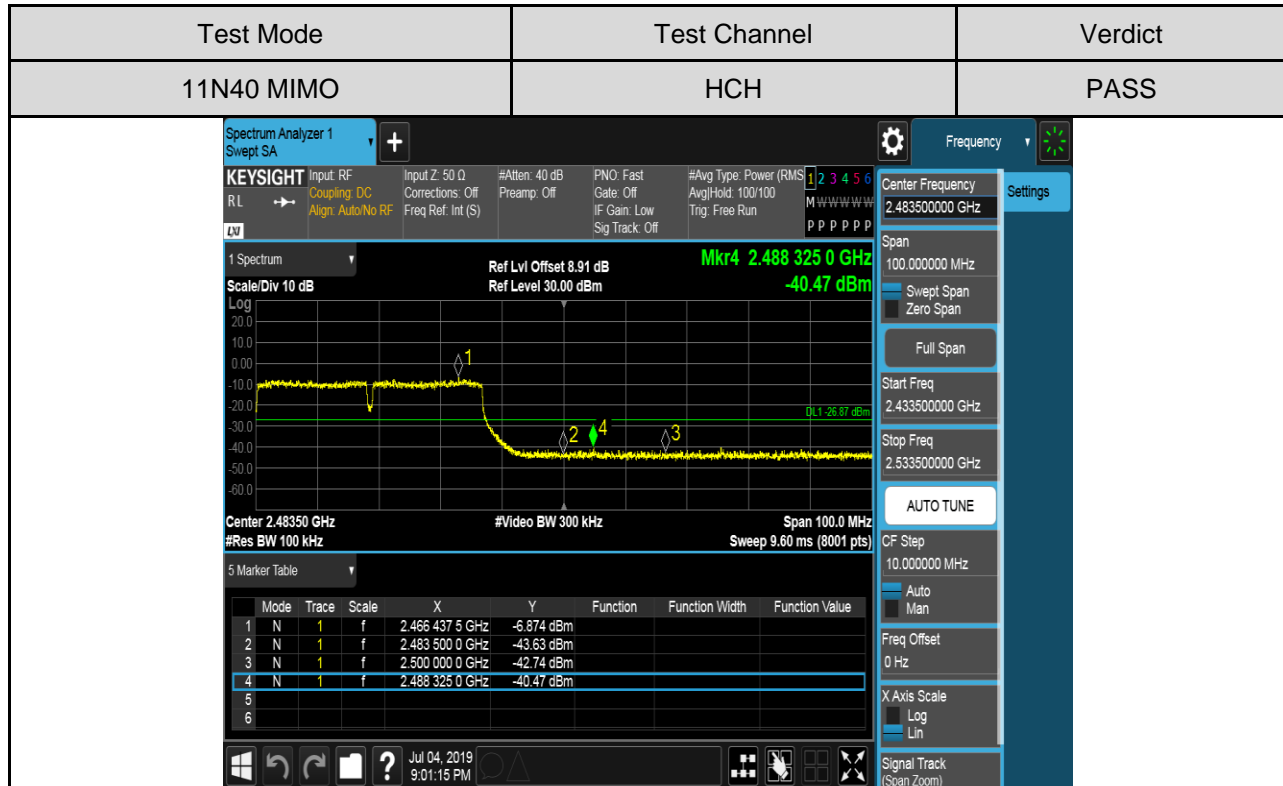 Test Mode Test Channel Verdict
11N40 MIMO HCH PASS
Spectrum Analyzer 1
Swept SA
+
Frequency
KEYSIGHT
RL
LXI
Input: RF
Coupling: DC
Align: Auto/No RF
Input Z: 50 Ω
Corrections: Off
Freq Ref: Int (S)
#Atten: 40 dB
Preamp: Off
PNO: Fast
Gate: Off
IF Gain: Low
Sig Track: Off
#Avg Type: Power (RMS
Avg|Hold: 100/100
Trig: Free Run
1 2 3 4 5 6
M W W W W W
P P P P P P
1 Spectrum
Scale/Div 10 dB
Ref Lvl Offset 8.91 dB
Ref Level 30.00 dBm
Mkr4 2.488 325 0 GHz
-40.47 dBm
Log
20.0
10.0
0.00
-10.0
-20.0
-30.0
-40.0
-50.0
-60.0
1
2
4
3
DL1 -26.87 dBm
Center 2.48350 GHz #Video BW 300 kHz Span 100.0 MHz
#Res BW 100 kHz Sweep 9.60 ms (8001 pts)
5 Marker Table
Mode Trace Scale X Y Function Function Width Function Value
1 N 1 f 2.466 437 5 GHz -6.874 dBm
2 N 1 f 2.483 500 0 GHz -43.63 dBm
3 N 1 f 2.500 000 0 GHz -42.74 dBm
4 N 1 f 2.488 325 0 GHz -40.47 dBm
5
6
?
Jul 04, 2019
9:01:15 PM
Settings
Center Frequency
2.483500000 GHz
Span
100.000000 MHz
Swept Span
Zero Span
Full Span
Start Freq
2.433500000 GHz
Stop Freq
2.533500000 GHz
AUTO TUNE
CF Step
10.000000 MHz
Auto
Man
Freq Offset
0 Hz
X Axis Scale
Log
Lin
Signal Track
(Span Zoom)